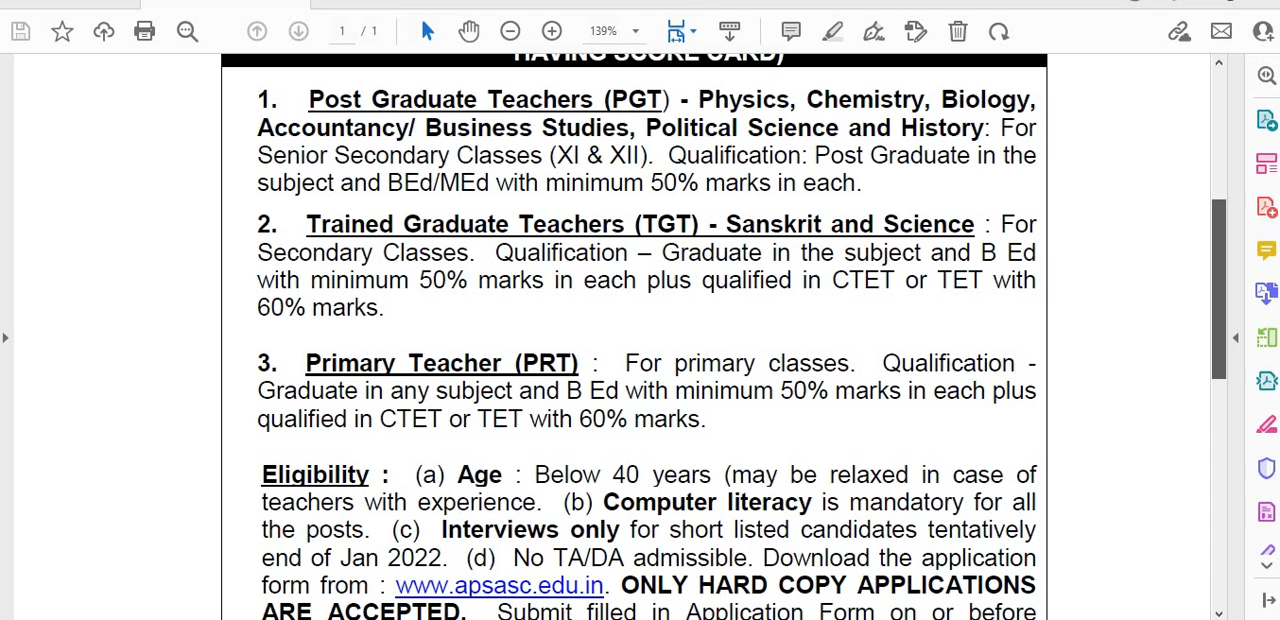 1 / 1 139%
HAVING SCORE CARD)
1. Post Graduate Teachers (PGT) - Physics, Chemistry, Biology,
Accountancy/ Business Studies, Political Science and History: For
Senior Secondary Classes (XI & XII). Qualification: Post Graduate in the
subject and BEd/MEd with minimum 50% marks in each.
2. Trained Graduate Teachers (TGT) - Sanskrit and Science : For
Secondary Classes. Qualification – Graduate in the subject and B Ed
with minimum 50% marks in each plus qualified in CTET or TET with
60% marks.
3. Primary Teacher (PRT) : For primary classes. Qualification -
Graduate in any subject and B Ed with minimum 50% marks in each plus
qualified in CTET or TET with 60% marks.
Eligibility : (a) Age : Below 40 years (may be relaxed in case of
teachers with experience. (b) Computer literacy is mandatory for all
the posts. (c) Interviews only for short listed candidates tentatively
end of Jan 2022. (d) No TA/DA admissible. Download the application
form from : www.apsasc.edu.in. ONLY HARD COPY APPLICATIONS
ARE ACCEPTED. Submit filled in Application Form on or before